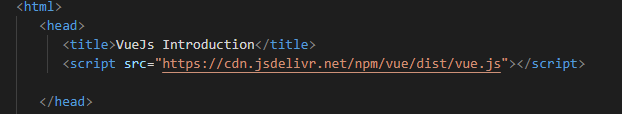 <html>
<head>
<title>VueJs Introduction</title>
<script src="https://cdn.jsdelivr.net/npm/vue/dist/vue.js"></script>
</head>